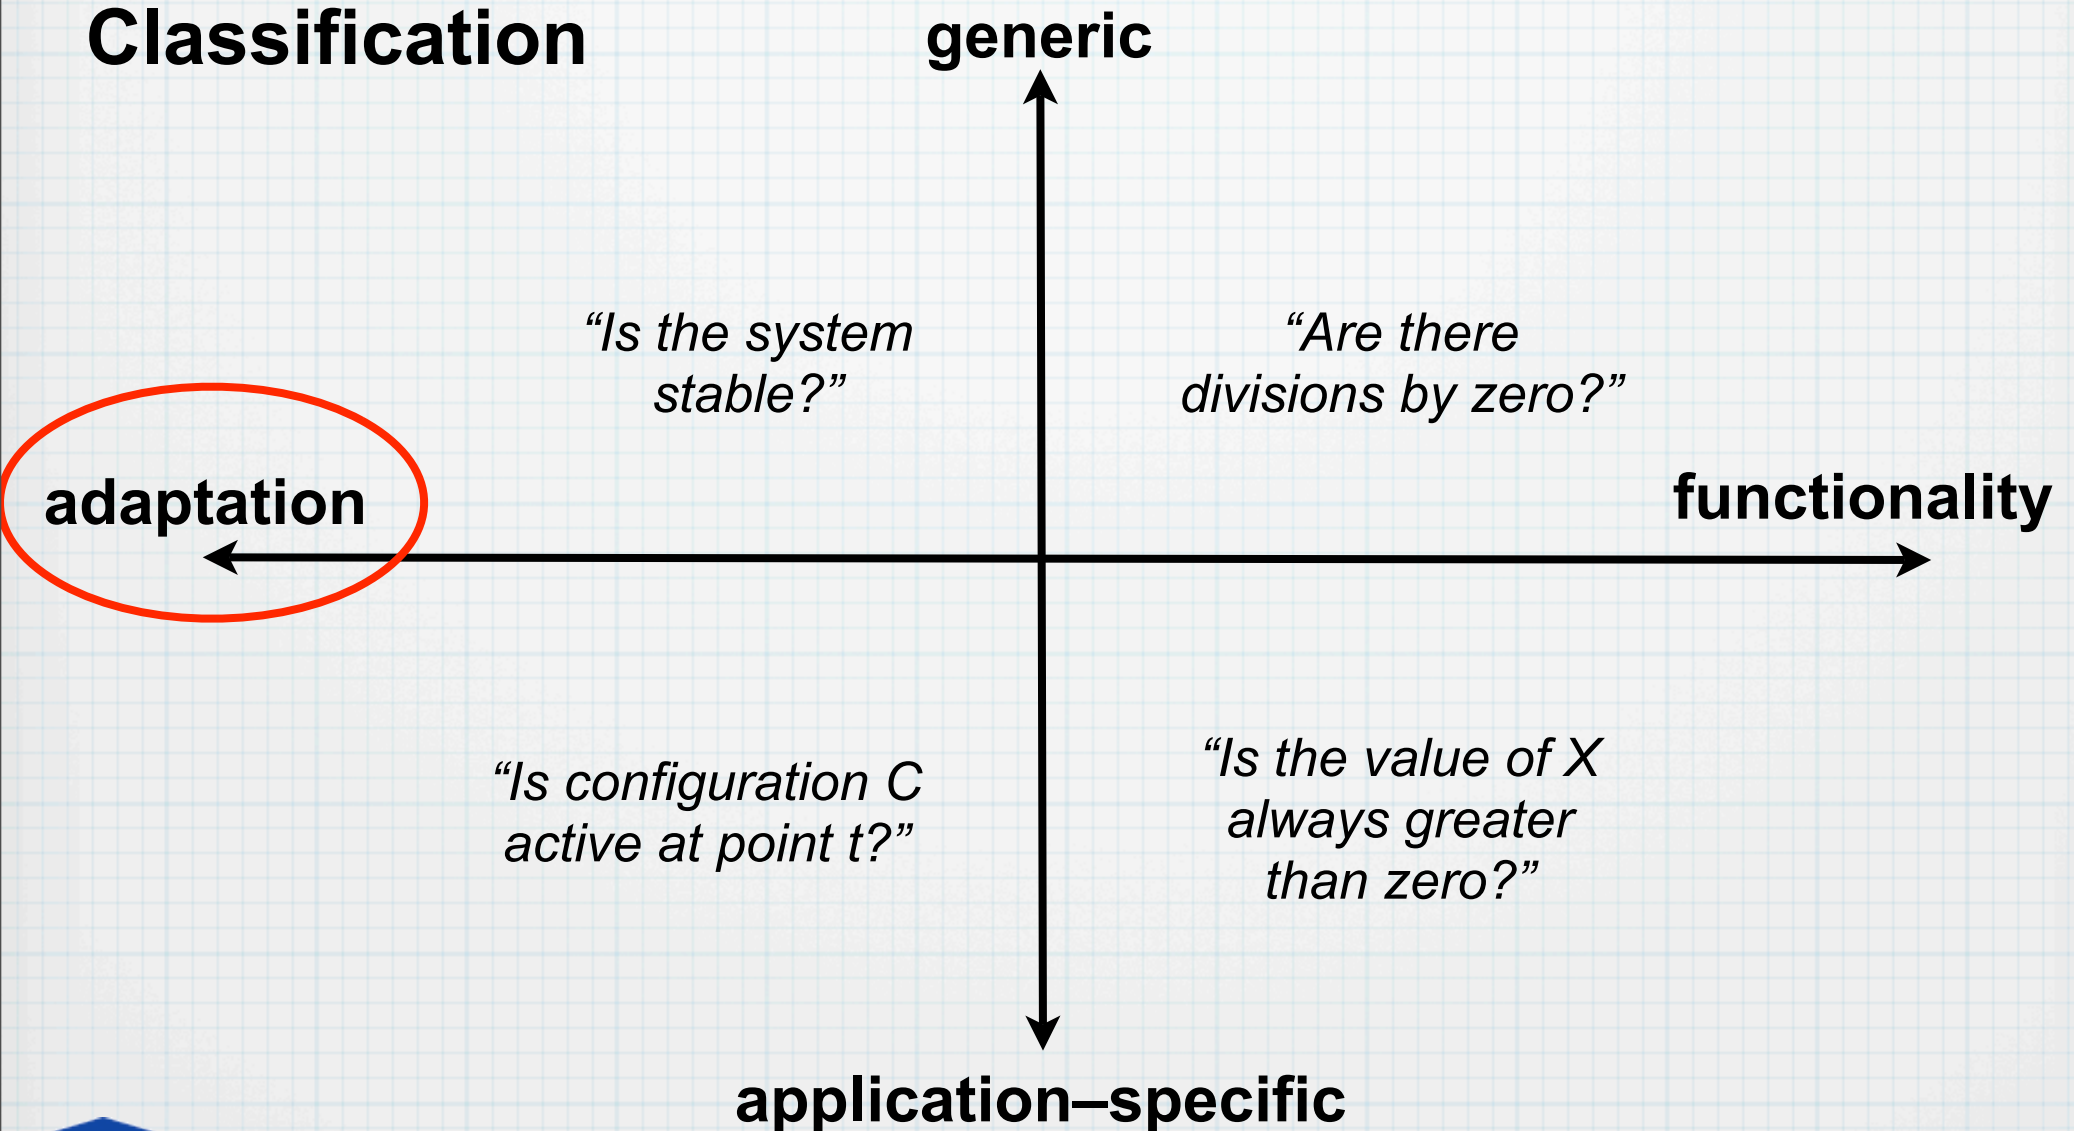 Classification
generic
“Is the system
stable?”
“Are there
divisions by zero?”
adaptation
functionality
“Is configuration C
active at point t?”
“Is the value of X
always greater
than zero?”
application–specific